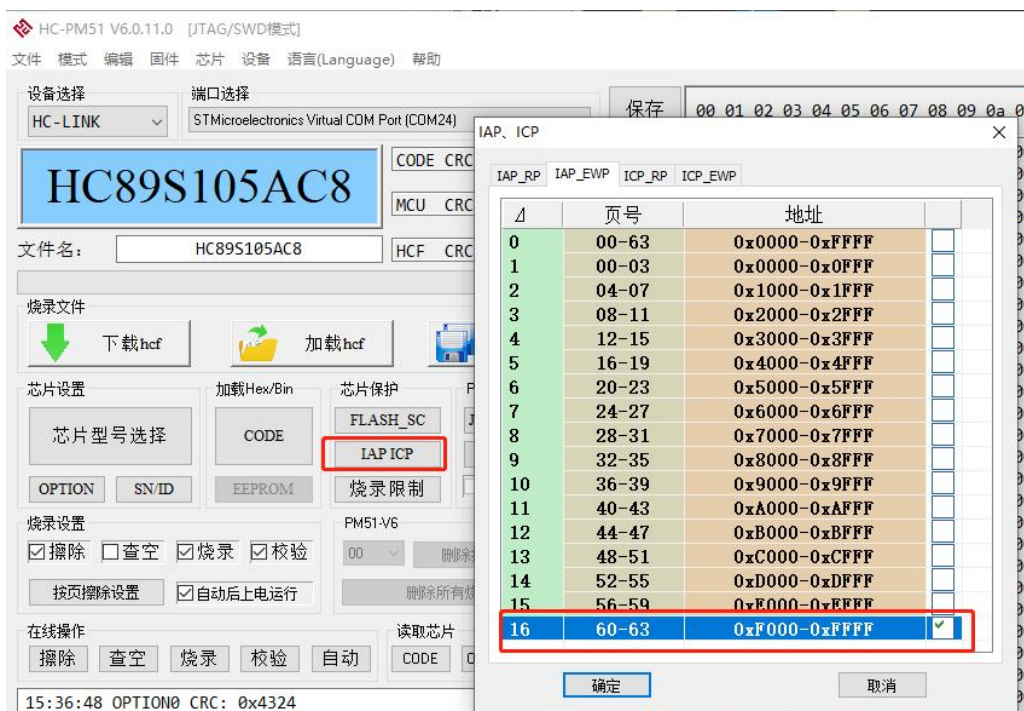 HC-PM51 V6.0.11.0 [JTAG/SWD模式]
文件 模式 编辑 固件 芯片 设备 语言(Language) 帮助
设备选择
HC-LINK
端口选择
STMicroelectronics Virtual COM Port (COM24)
保存
00 01 02 03 04 05 06 07 08 09 0a
HC89S105AC8
CODE CRC
MCU CRC
文件名:
HC89S105AC8
HCF CRC
烧录文件
下载hcf
加载hcf
芯片设置
芯片型号选择
OPTION
SN/ID
加载Hex/Bin
CODE
EEPROM
芯片保护
FLASH_SC
IAP ICP
烧录限制
烧录设置
擦除 查空 烧录 校验
按页擦除设置
自动后上电运行
PM51-V6
00
删除所有
在线操作
擦除 查空 烧录 校验 自动
读取芯片
CODE
15:36:48 OPTION0 CRC: 0x4324
IAP、ICP
IAP_RP IAP_EWP ICP_RP ICP_EWP
页号 地址
0 00-63 0x0000-0xFFFF
1 00-03 0x0000-0x0FFF
2 04-07 0x1000-0x1FFF
3 08-11 0x2000-0x2FFF
4 12-15 0x3000-0x3FFF
5 16-19 0x4000-0x4FFF
6 20-23 0x5000-0x5FFF
7 24-27 0x6000-0x6FFF
8 28-31 0x7000-0x7FFF
9 32-35 0x8000-0x8FFF
10 36-39 0x9000-0x9FFF
11 40-43 0xA000-0xAFFF
12 44-47 0xB000-0xBFFF
13 48-51 0xC000-0xCFFF
14 52-55 0xD000-0xDFFF
15 56-59 0xE000-0xEFFF
16 60-63 0xF000-0xFFFF
确定
取消